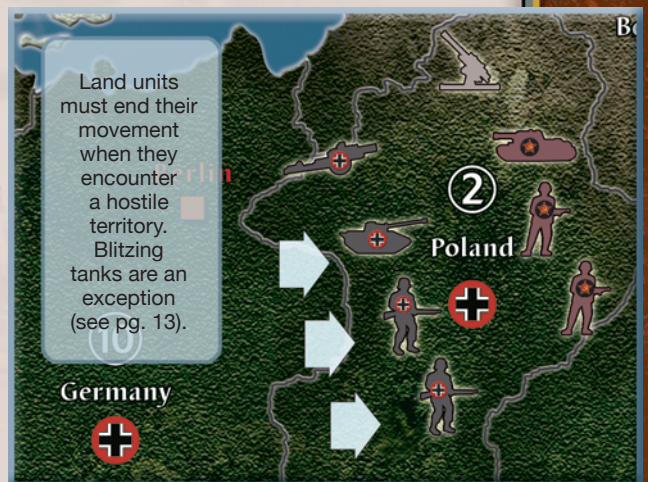 Land units
must end their
movement
when they
encounter
a hostile
territory.
Blitzing
tanks are an
exception
(see pg. 13).
Berlin
10
Germany
2
Poland